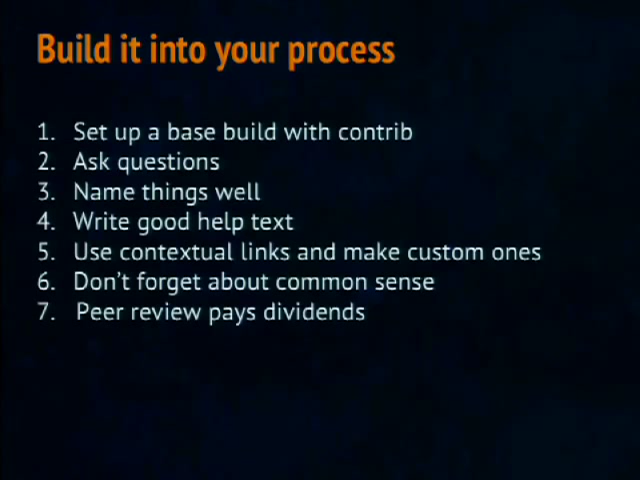 Build it into your process
1. Set up a base build with contrib
2. Ask questions
3. Name things well
4. Write good help text
5. Use contextual links and make custom ones
6. Don't forget about common sense
7. Peer review pays dividends